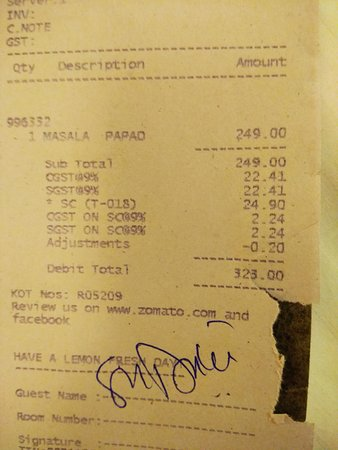 Server:
INV:
C.NOTE
GST:
Qty Description Amount
996332
1 MASALA PAPAD 249.00
Sub Total 249.00
CGST@9% 22.41
SGST@9% 22.41
* SC (T-018) 24.90
CGST ON SC@9% 2.24
SGST ON SC@9% 2.24
Adjustments -0.20
Debit Total 323.00
KOT Nos: R05209
Review us on www.zomato.com and
facebook
HAVE A LEMON FRESH DAY
Guest Name :
Room Number:
Signature :